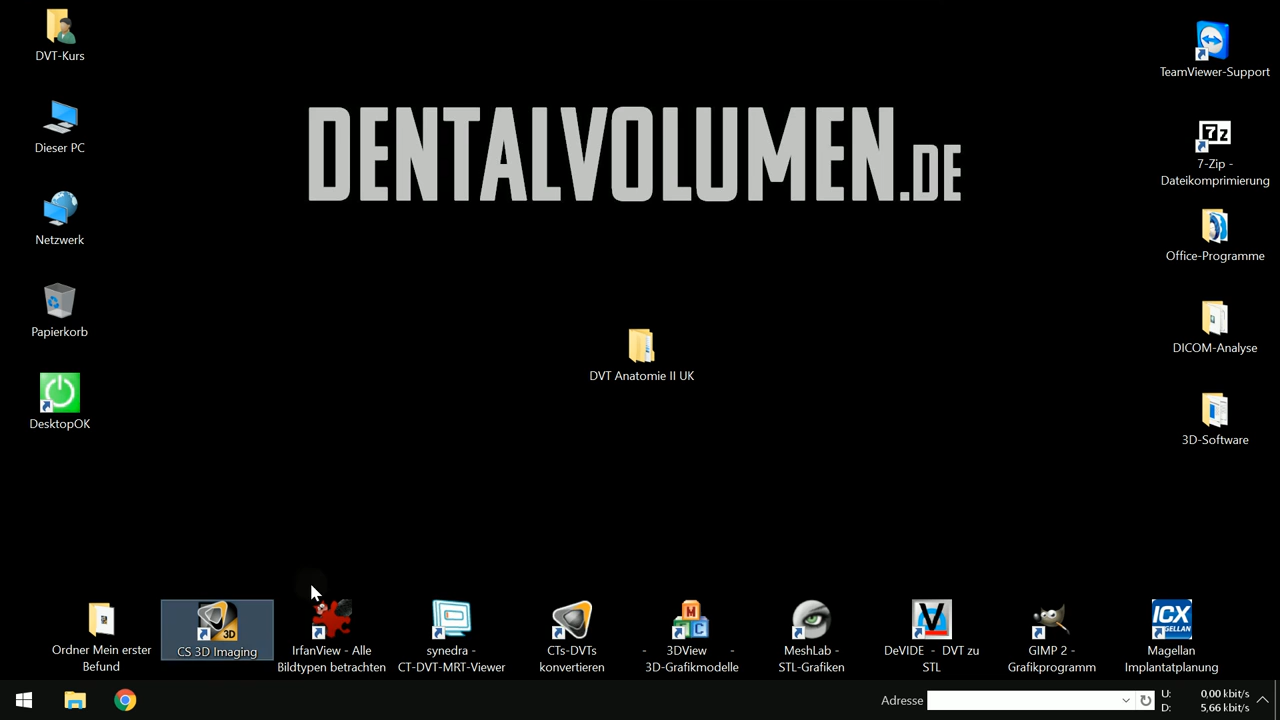 DVT-Kurs
TeamViewer-Support
DENTALVOLUMEN.DE
Dieser PC
7-Zip -
Dateikomprimierung
Netzwerk
Office-Programme
Papierkorb
DICOM-Analyse
DVT Anatomie II UK
DesktopOK
3D-Software
Ordner Mein erster
Befund
3D
CS 3D Imaging
IrfanView - Alle
Bildtypen betrachten
synedra -
CT-DVT-MRT-Viewer
CTs-DVTs
konvertieren
- 3DView -
3D-Grafikmodelle
MeshLab -
STL-Grafiken
DeVIDE - DVT zu
STL
GIMP 2 -
Grafikprogramm
ICX
Magellan
Implantatplanung
Adresse
U: 0,00 kbit/s
D: 5,66 kbit/s